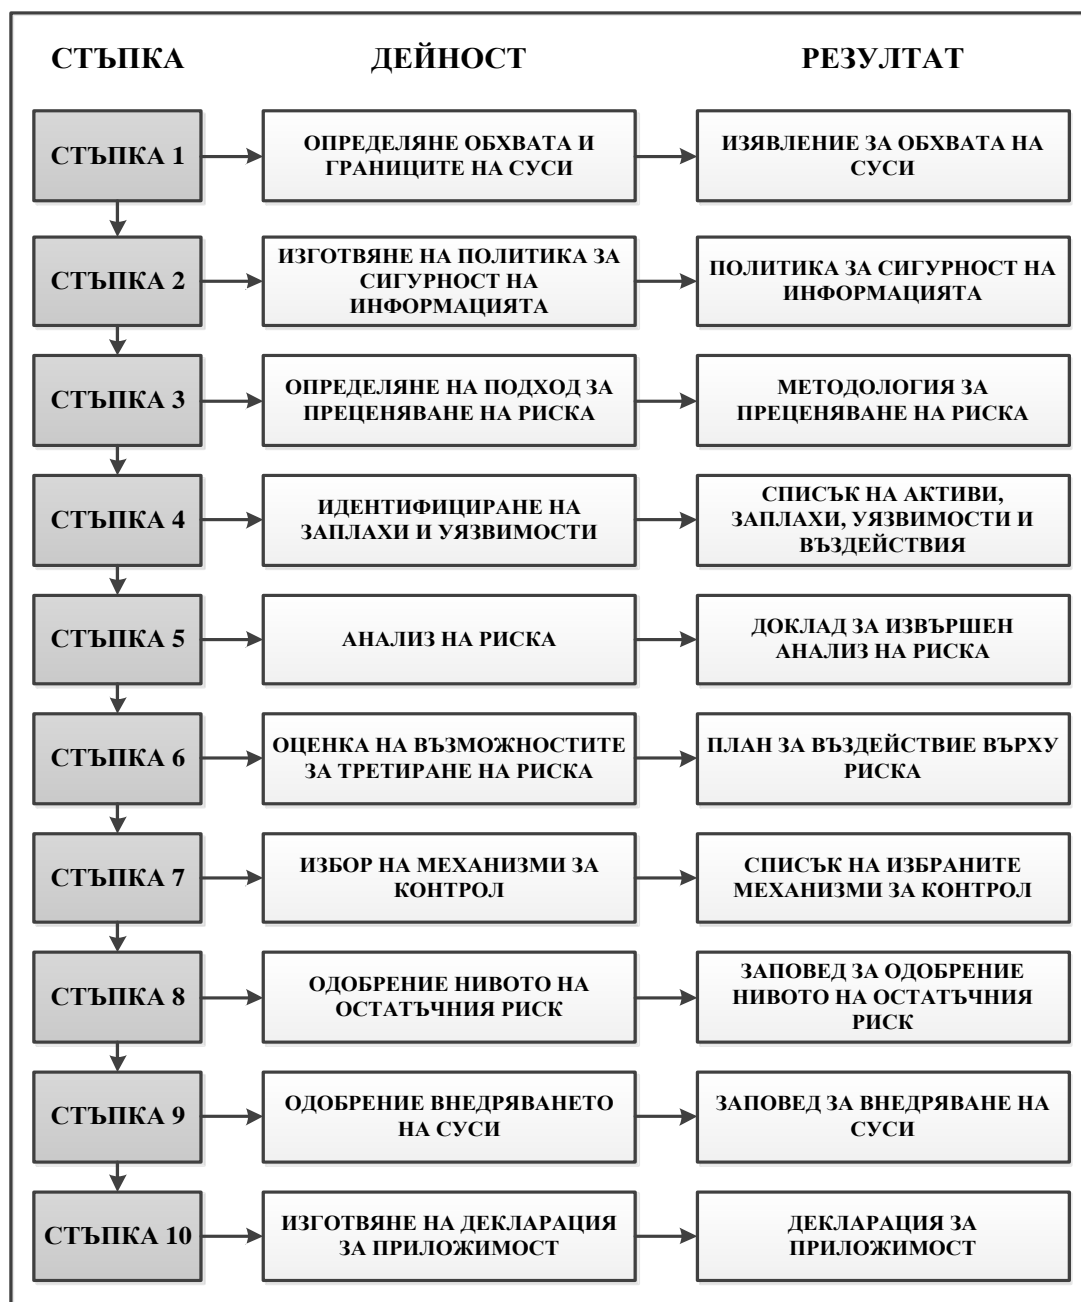 СТЪПКА ДЕЙНОСТ РЕЗУЛТАТ
СТЪПКА 1
ОПРЕДЕЛЯНЕ ОБХВАТА И
ГРАНИЦИТЕ НА СУСИ
ИЗЯВЛЕНИЕ ЗА ОБХВАТА НА
СУСИ
СТЪПКА 2
ИЗГОТВЯНЕ НА ПОЛИТИКА ЗА
СИГУРНОСТ НА
ИНФОРМАЦИЯТА
ПОЛИТИКА ЗА СИГУРНОСТ НА
ИНФОРМАЦИЯТА
СТЪПКА 3
ОПРЕДЕЛЯНЕ НА ПОДХОД ЗА
ПРЕЦЕНЯВАНЕ НА РИСКА
МЕТОДОЛОГИЯ ЗА
ПРЕЦЕНЯВАНЕ НА РИСКА
СТЪПКА 4
ИДЕНТИФИЦИРАНЕ НА
ЗАПЛАХИ И УЯЗВИМОСТИ
СПИСЪК НА АКТИВИ,
ЗАПЛАХИ, УЯЗВИМОСТИ И
ВЪЗДЕЙСТВИЯ
СТЪПКА 5
АНАЛИЗ НА РИСКА
ДОКЛАД ЗА ИЗВЪРШЕН
АНАЛИЗ НА РИСКА
СТЪПКА 6
ОЦЕНКА НА ВЪЗМОЖНОСТИТЕ
ЗА ТРЕТИРАНЕ НА РИСКА
ПЛАН ЗА ВЪЗДЕЙСТВИЕ ВЪРХУ
РИСКА
СТЪПКА 7
ИЗБОР НА МЕХАНИЗМИ ЗА
КОНТРОЛ
СПИСЪК НА ИЗБРАНИТЕ
МЕХАНИЗМИ ЗА КОНТРОЛ
СТЪПКА 8
ОДОБРЕНИЕ НИВОТО НА
ОСТАТЪЧНИЯ РИСК
ЗАПОВЕД ЗА ОДОБРЕНИЕ
НИВОТО НА ОСТАТЪЧНИЯ
РИСК
СТЪПКА 9
ОДОБРЕНИЕ ВНЕДРЯВАНЕТО
НА СУСИ
ЗАПОВЕД ЗА ВНЕДРЯВАНЕ НА
СУСИ
СТЪПКА 10
ИЗГОТВЯНЕ НА ДЕКЛАРАЦИЯ
ЗА ПРИЛОЖИМОСТ
ДЕКЛАРАЦИЯ ЗА
ПРИЛОЖИМОСТ